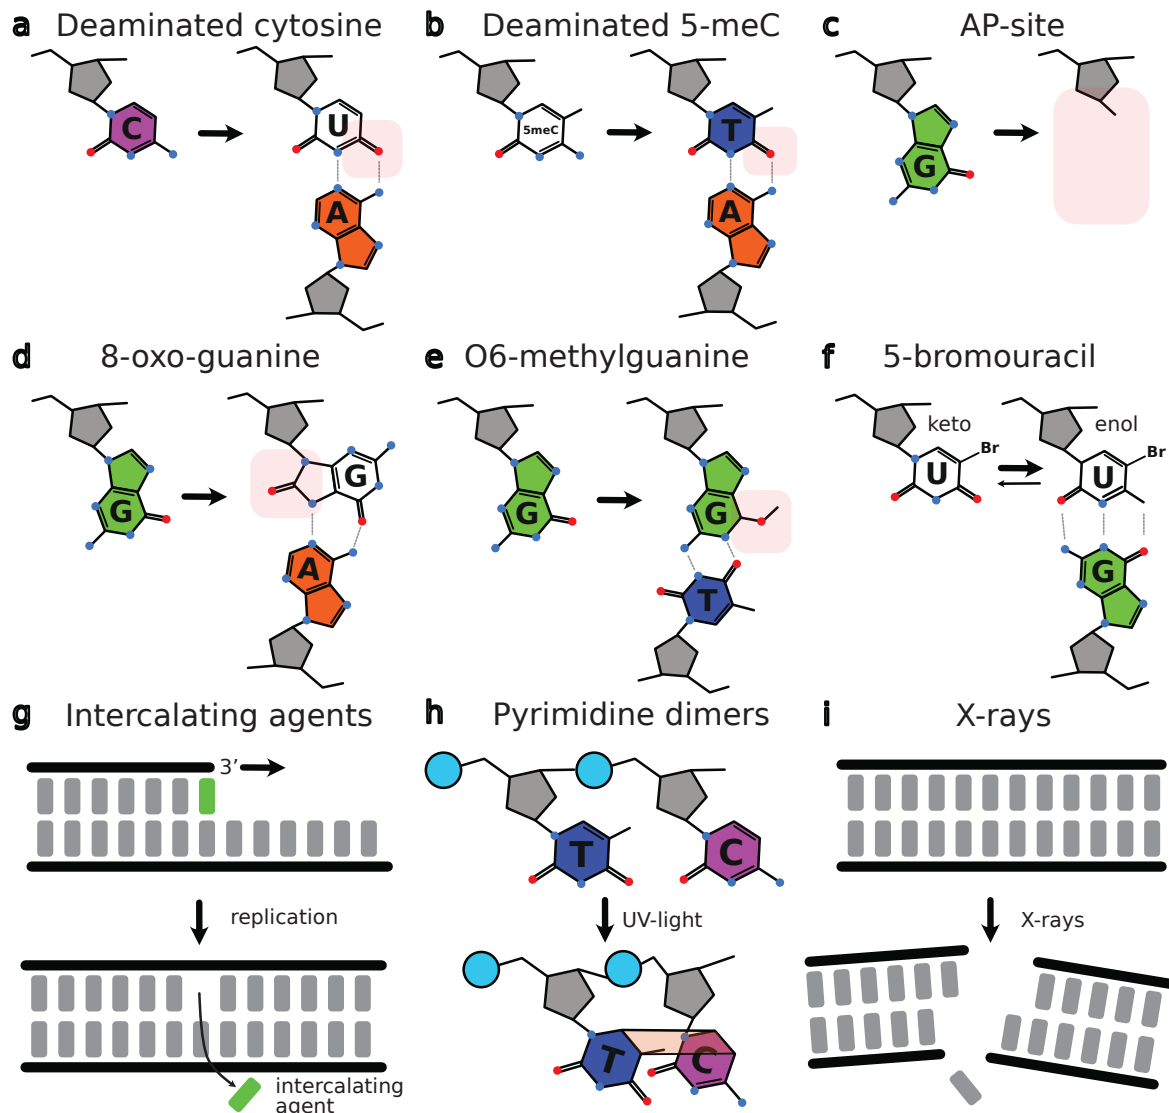 a Deaminated cytosine
b Deaminated 5-meC
c AP-site
C
U
A
5meC
T
A
G
d 8-oxo-guanine
e O6-methylguanine
f 5-bromouracil
G
G
A
G
G
T
keto
enol
U
Br
U
Br
G
g Intercalating agents
h Pyrimidine dimers
i X-rays
3’
replication
intercalating
agent
T
C
UV-light
T
C
X-rays